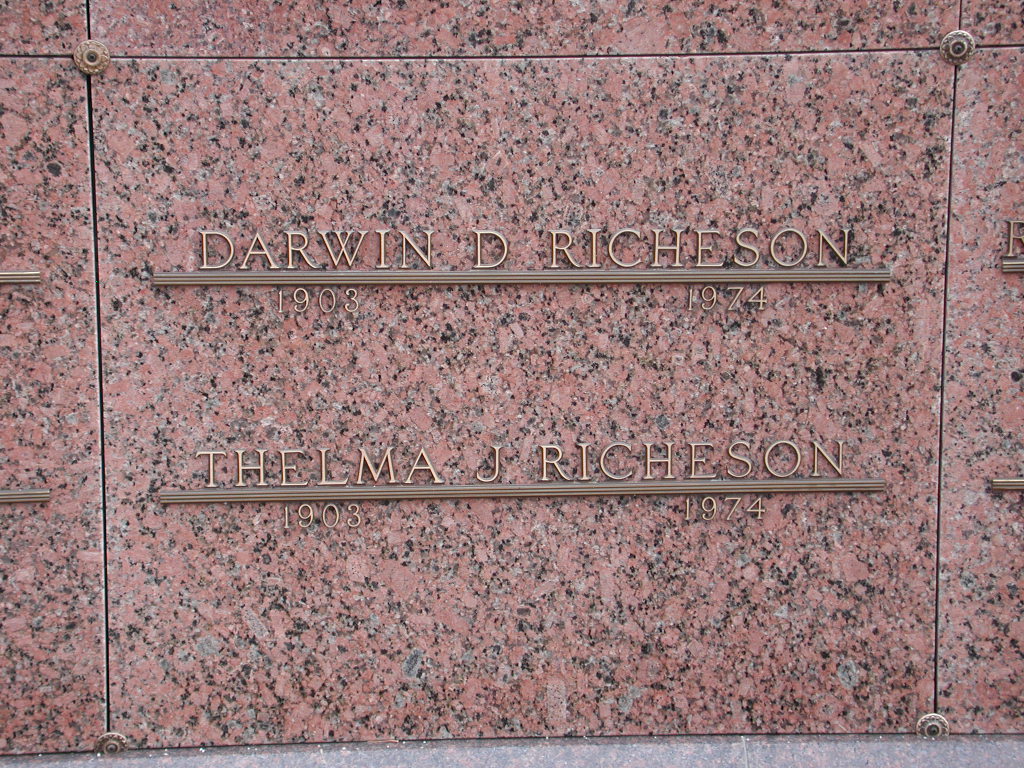 DARWIN D RICHESON
1903 1974
THELMA J RICHESON
1903 1974